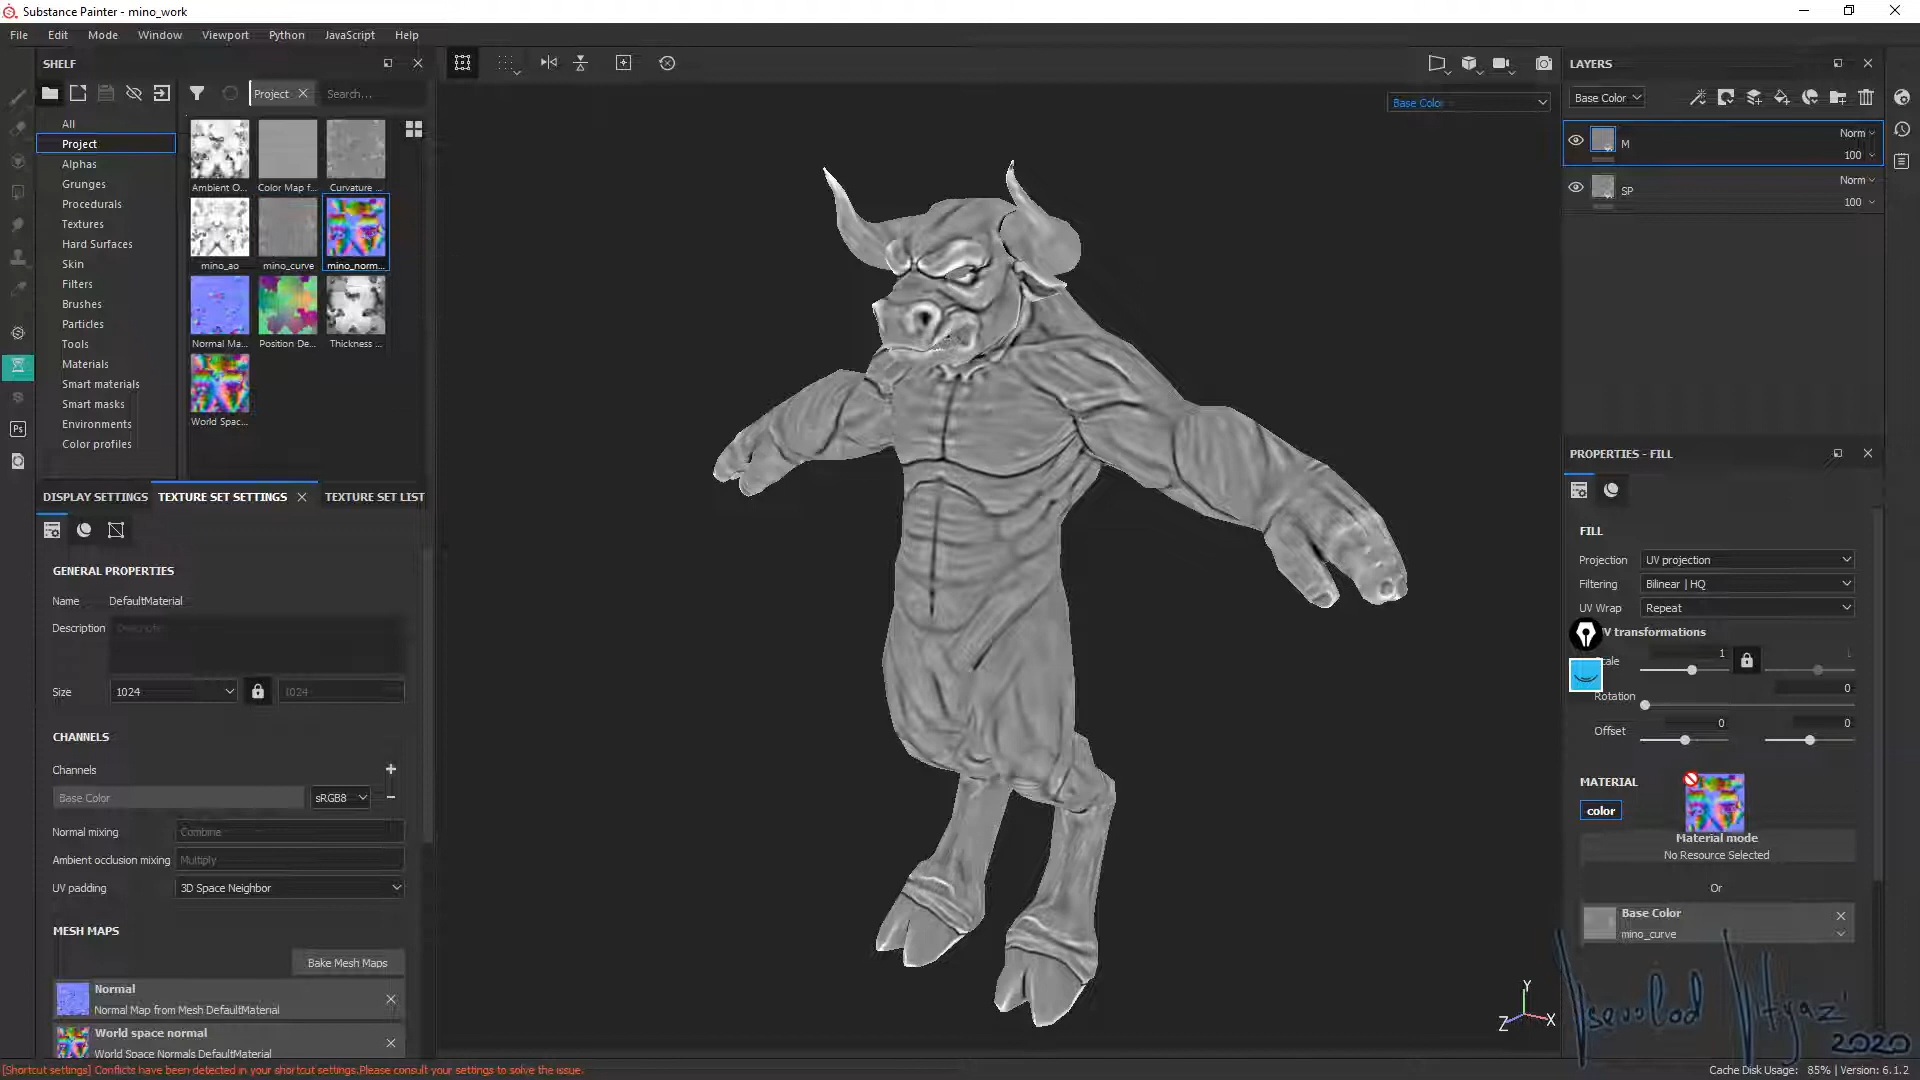 Substance Painter - mino_work
File Edit Mode Window Viewport Python JavaScript Help
SHELF
Project
Search...
All
Project
Alphas
Grunges
Procedurals
Textures
Hard Surfaces
Skin
Filters
Brushes
Particles
Tools
Materials
Smart materials
Smart masks
Environments
Color profiles
Ambient O... Color Map f... Curvature ...
mino_ao mino_curve mino_norm...
Normal Ma... Position De... Thickness ...
World Spac...
DISPLAY SETTINGS TEXTURE SET SETTINGS TEXTURE SET LIST
GENERAL PROPERTIES
Name DefaultMaterial
Description
Size 1024 1024
CHANNELS
Channels
Base Color sRGB8
Normal mixing Combine
Ambient occlusion mixing Multiply
UV padding 3D Space Neighbor
MESH MAPS
Bake Mesh Maps
Normal
Normal Map from Mesh DefaultMaterial
World space normal
World Space Normals DefaultMaterial
Base Color
Ps
Y
Z X
LAYERS
Base Color
M Norm 100
SP Norm 100
PROPERTIES - FILL
FILL
Projection UV projection
Filtering Bilinear | HQ
UV Wrap Repeat
V transformations
cale 1 1
Rotation 0
Offset 0 0
MATERIAL
color
Material mode
No Resource Selected
Or
Base Color
mino_curve
2020
[Shortcut settings] Conflicts have been detected in your shortcut settings.Please consult your settings to solve the issue.
Cache Disk Usage: 85% | Version: 6.1.2